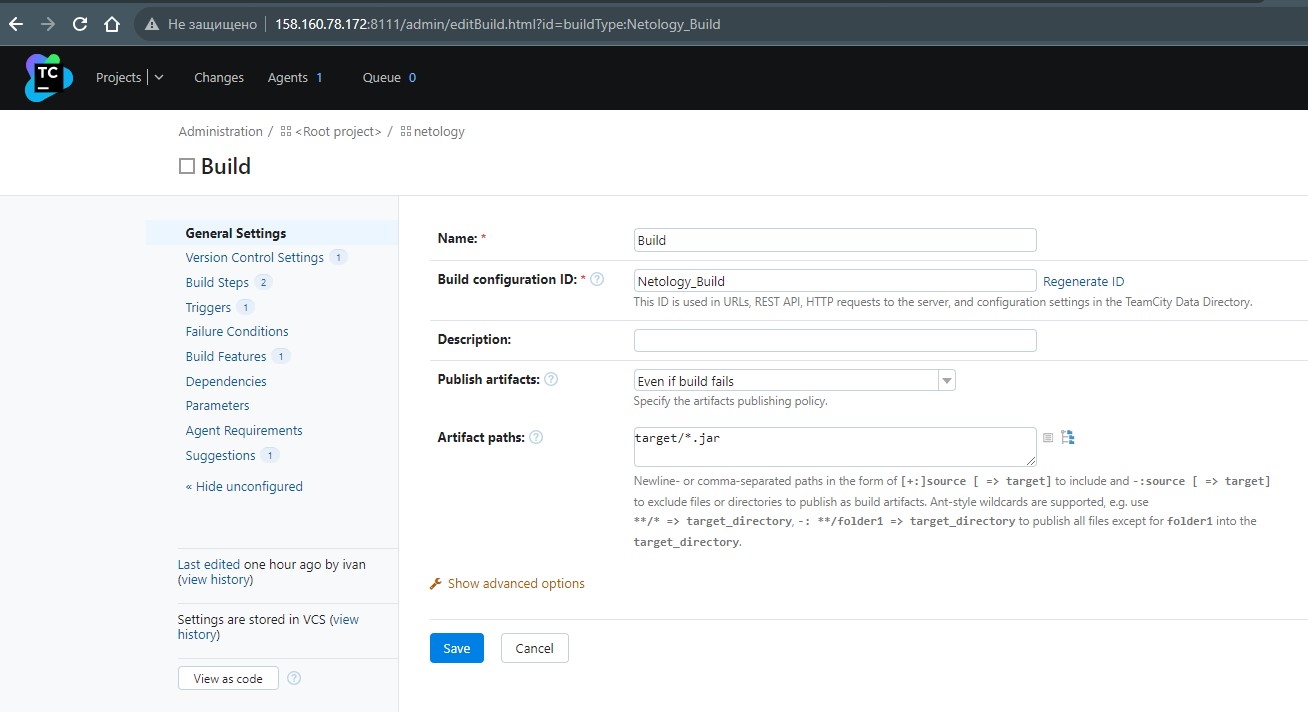 Не защищено 158.160.78.172:8111/admin/editBuild.html?id=buildType:Netology_Build
TC Projects Changes Agents 1 Queue 0
Administration / <Root project> / netology
Build
General Settings
Version Control Settings 1
Build Steps 2
Triggers 1
Failure Conditions
Build Features 1
Dependencies
Parameters
Agent Requirements
Suggestions 1
« Hide unconfigured
Last edited one hour ago by ivan
(view history)
Settings are stored in VCS (view
history)
View as code ?
Name: * Build
Build configuration ID: * ? Netology_Build Regenerate ID
This ID is used in URLs, REST API, HTTP requests to the server, and configuration settings in the TeamCity Data Directory.
Description:
Publish artifacts: ? Even if build fails
Specify the artifacts publishing policy.
Artifact paths: ? target/*.jar
Newline- or comma-separated paths in the form of [+:]source [ => target] to include and -:source [ => target]
to exclude files or directories to publish as build artifacts. Ant-style wildcards are supported, e.g. use
**/* => target_directory, -: **/folder1 => target_directory to publish all files except for folder1 into the
target_directory.
Show advanced options
Save Cancel